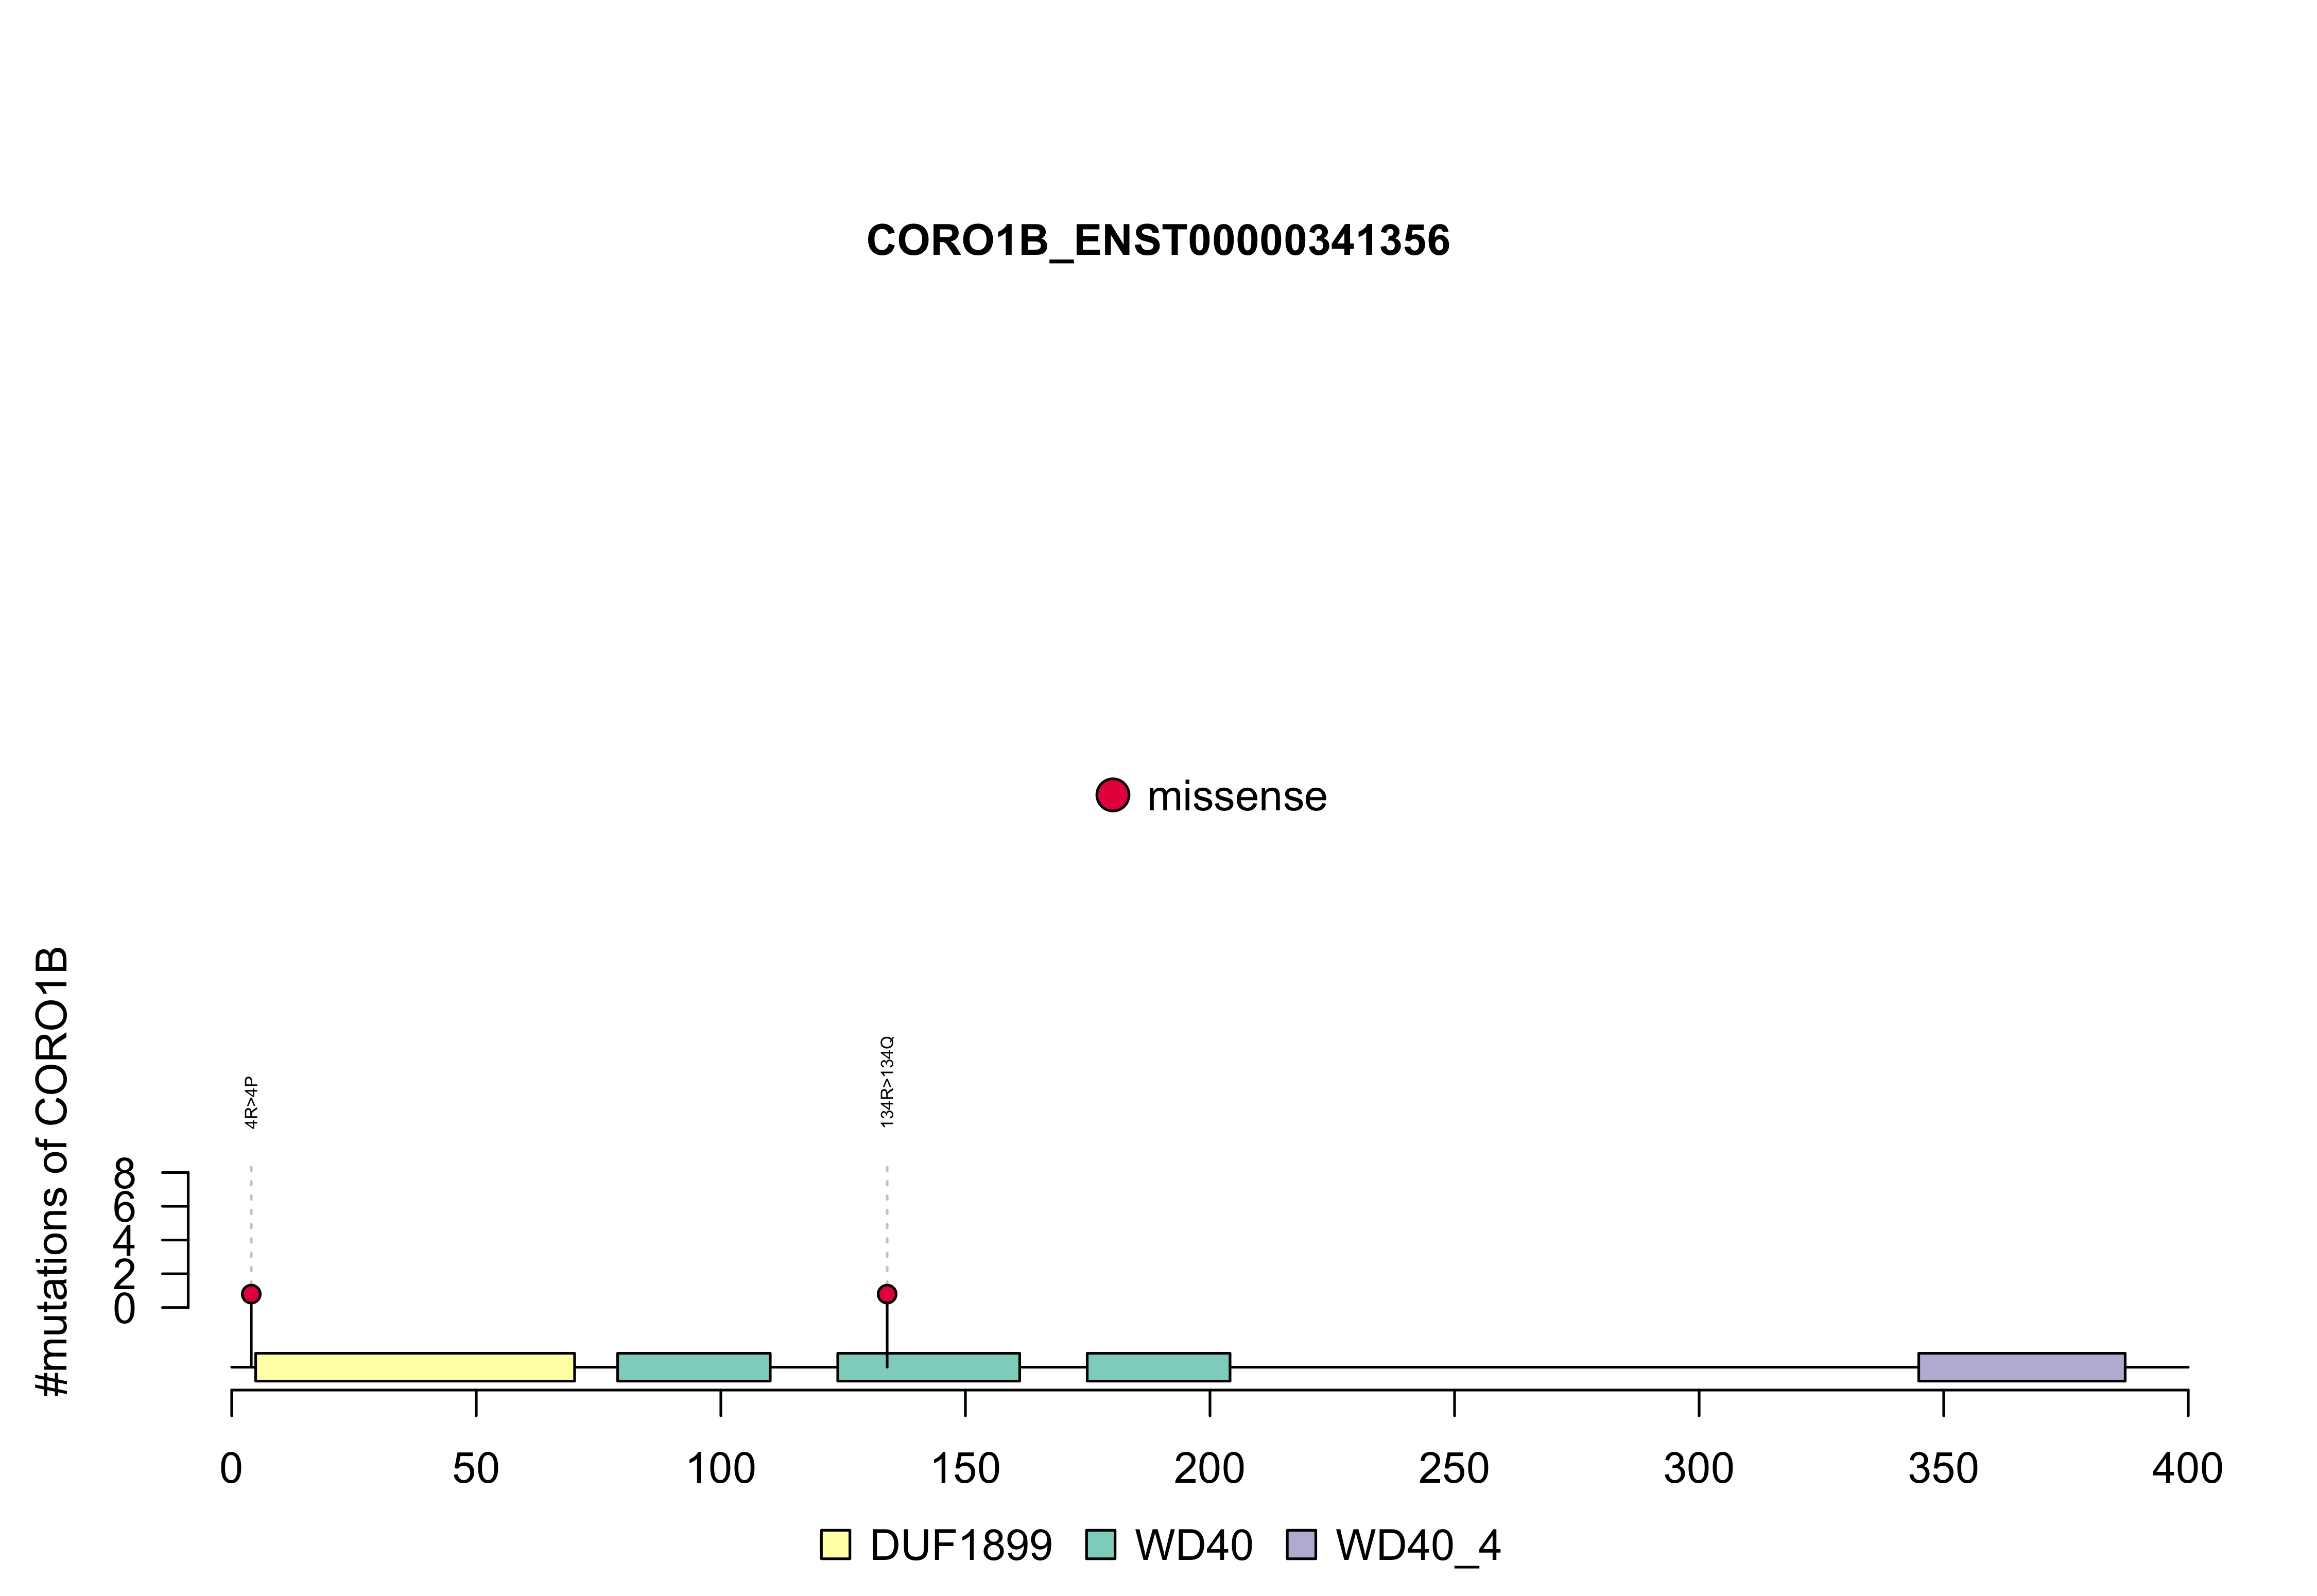 CORO1B_ENST00000341356
missense
#mutations of CORO1B
4R>4P
134R>134Q
8
6
4
2
0
0 50 100 150 200 250 300 350 400
DUF1899 WD40 WD40_4